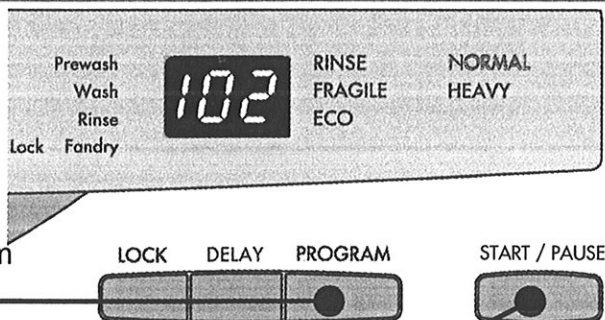 Prewash
Wash
Rinse
Lock Fandry
102
RINSE
FRAGILE
ECO
NORMAL
HEAVY
LOCK DELAY PROGRAM START / PAUSE